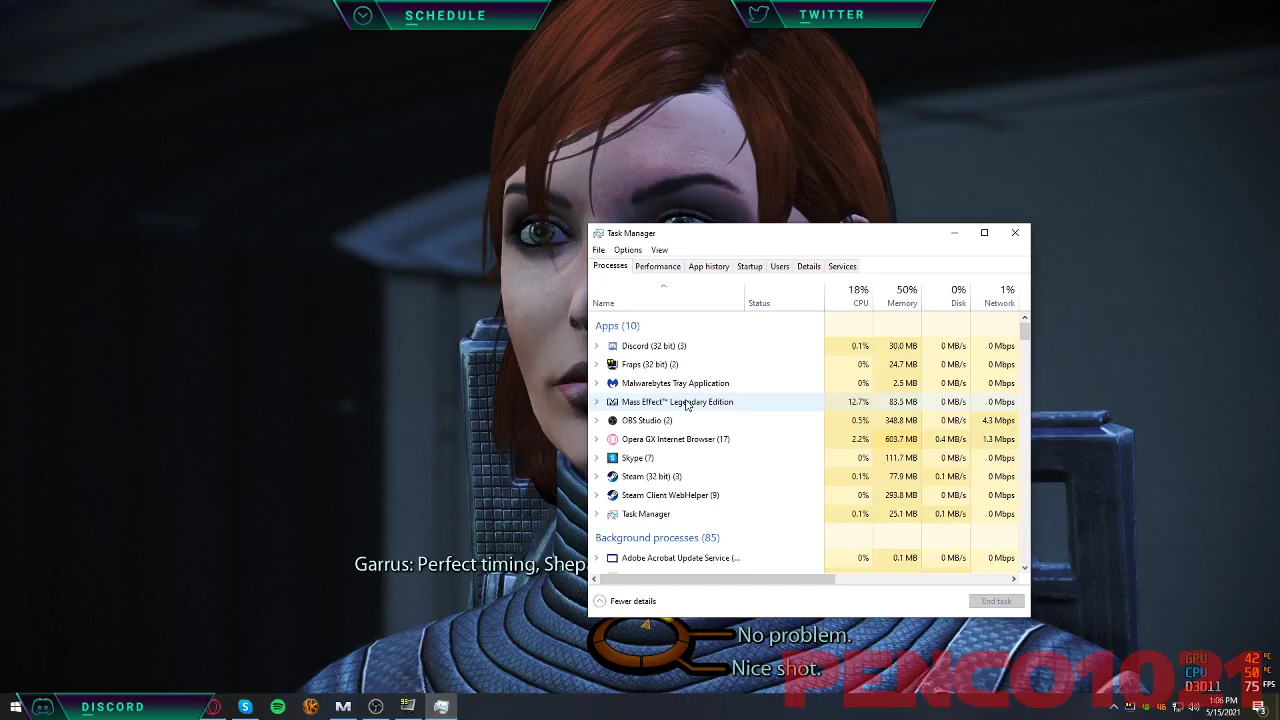 SCHEDULE
TWITTER
Task Manager
File Options View
Processes Performance App history Startup Users Details Services
18% 50% 0% 1%
Name Status CPU Memory Disk Network
Apps (10)
Discord (32 bit) (3) 0.1% 30.0 MB 0 MB/s 0 Mbps
Fraps (32 bit) (2) 0% 24.7 MB 0 MB/s 0 Mbps
Malwarebytes Tray Application 0% 2.5 MB 0 MB/s 0 Mbps
Mass Effect™ Legendary Edition 12.7% 83.5 MB 0 MB/s 0 Mbps
OBS Studio (2) 0.5% 348.8 MB 0 MB/s 4.3 Mbps
Opera GX Internet Browser (17) 2.2% 603.7 MB 0.4 MB/s 1.3 Mbps
Skype (7) 0% 111.7 MB 0 MB/s 0 Mbps
Steam (32 bit) (3) 0.1% 77.9 MB 0.1 MB/s 0 Mbps
Steam Client WebHelper (9) 0% 293.8 MB 0 MB/s 0 Mbps
Task Manager 0.1% 25.1 MB 0.1 MB/s 0 Mbps
Background processes (85)
Adobe Acrobat Update Service (... 0% 0.1 MB 0 MB/s 0 Mbps
Fewer details End task
Garrus: Perfect timing, Shep
No problem.
Nice shot.
PENCO1031
GPU 42 °C
CPU 50 °C
D3D11 75 FPS
DISCORD
1:06 PM
5/15/2021